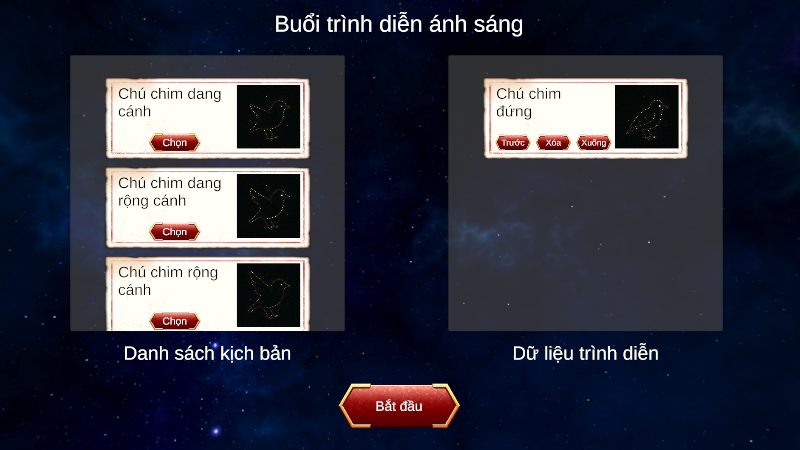 Buổi trình diễn ánh sáng
Chú chim dang
cánh
Chọn
Chú chim dang
rộng cánh
Chọn
Chú chim rộng
cánh
Chọn
Danh sách kịch bản
Chú chim
đứng
Trước
Xóa
Xuống
Dữ liệu trình diễn
Bắt đầu